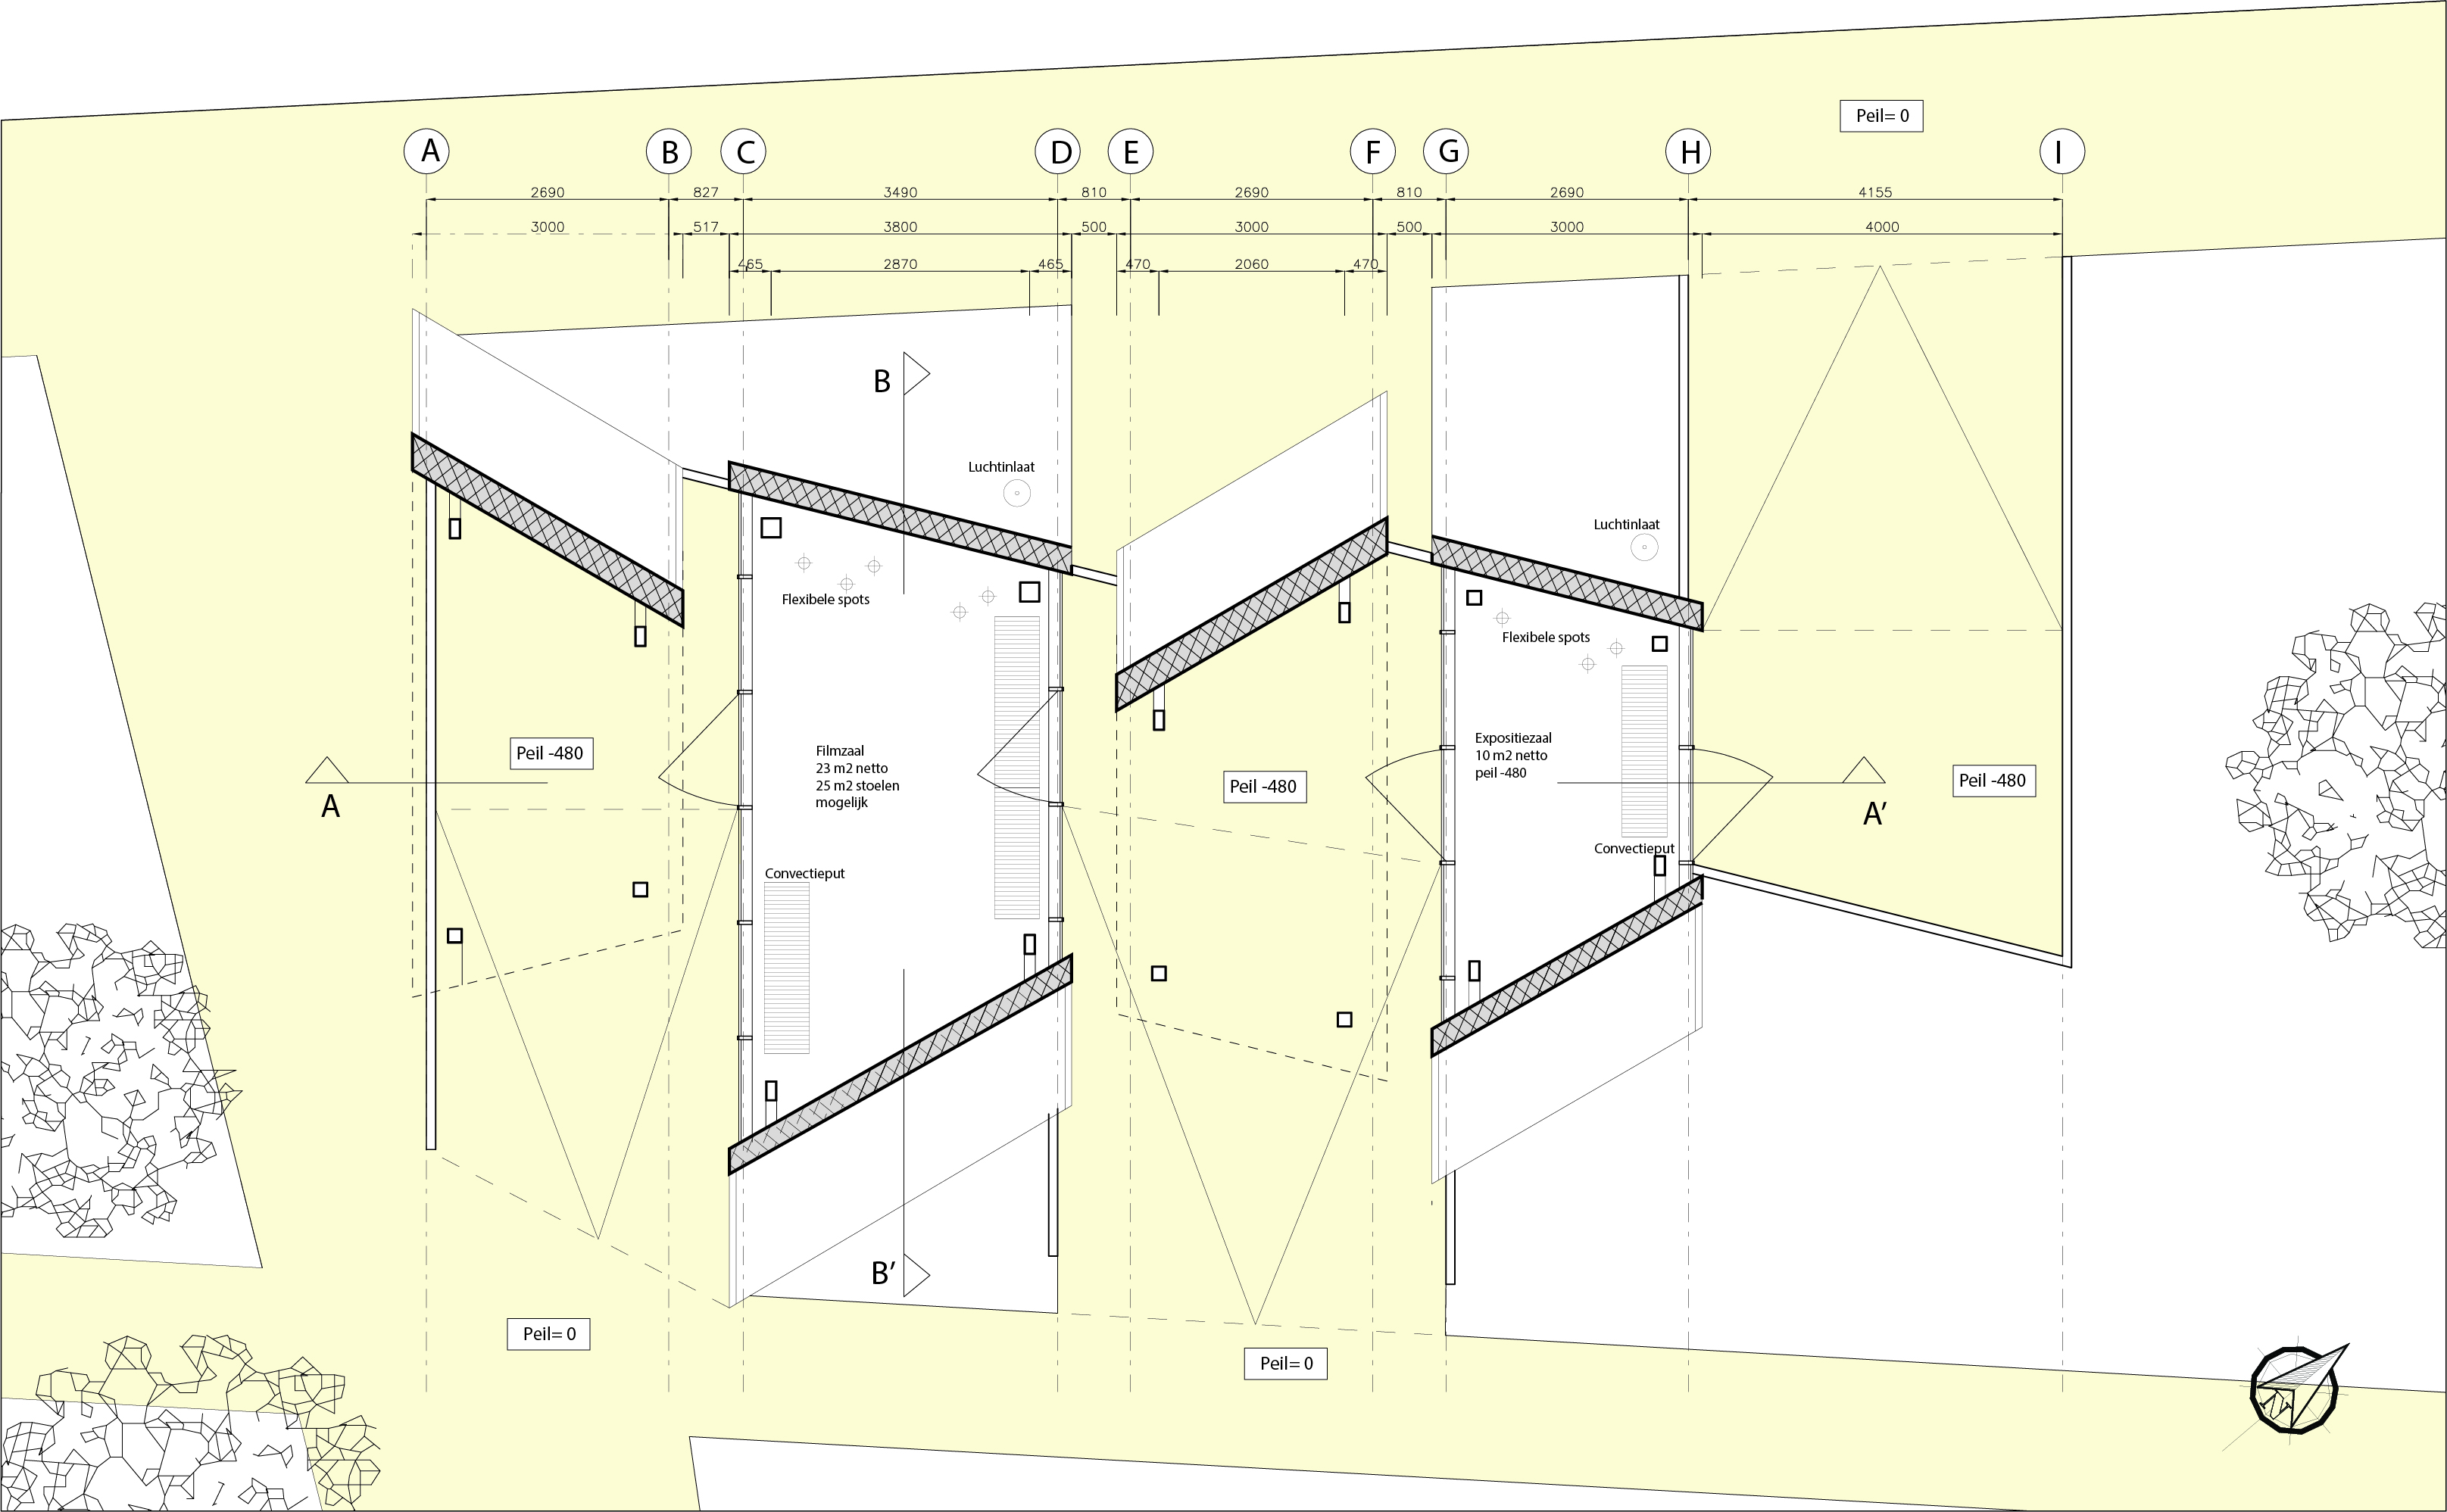 Peil= 0
A B C D E F G H I
2690 827 3490 810 2690 810 2690 4155
3000 517 3800 500 3000 500 3000 4000
465 2870 465 470 2060 470
B
Luchtinlaat
Luchtinlaat
Flexibele spots
Flexibele spots
Peil -480
Filmzaal
23 m2 netto
25 m2 stoelen
mogelijk
Peil -480
Expositiezaal
10 m2 netto
peil -480
Peil -480
A
A'
Convectieput
Convectieput
B'
Peil= 0
Peil= 0
N